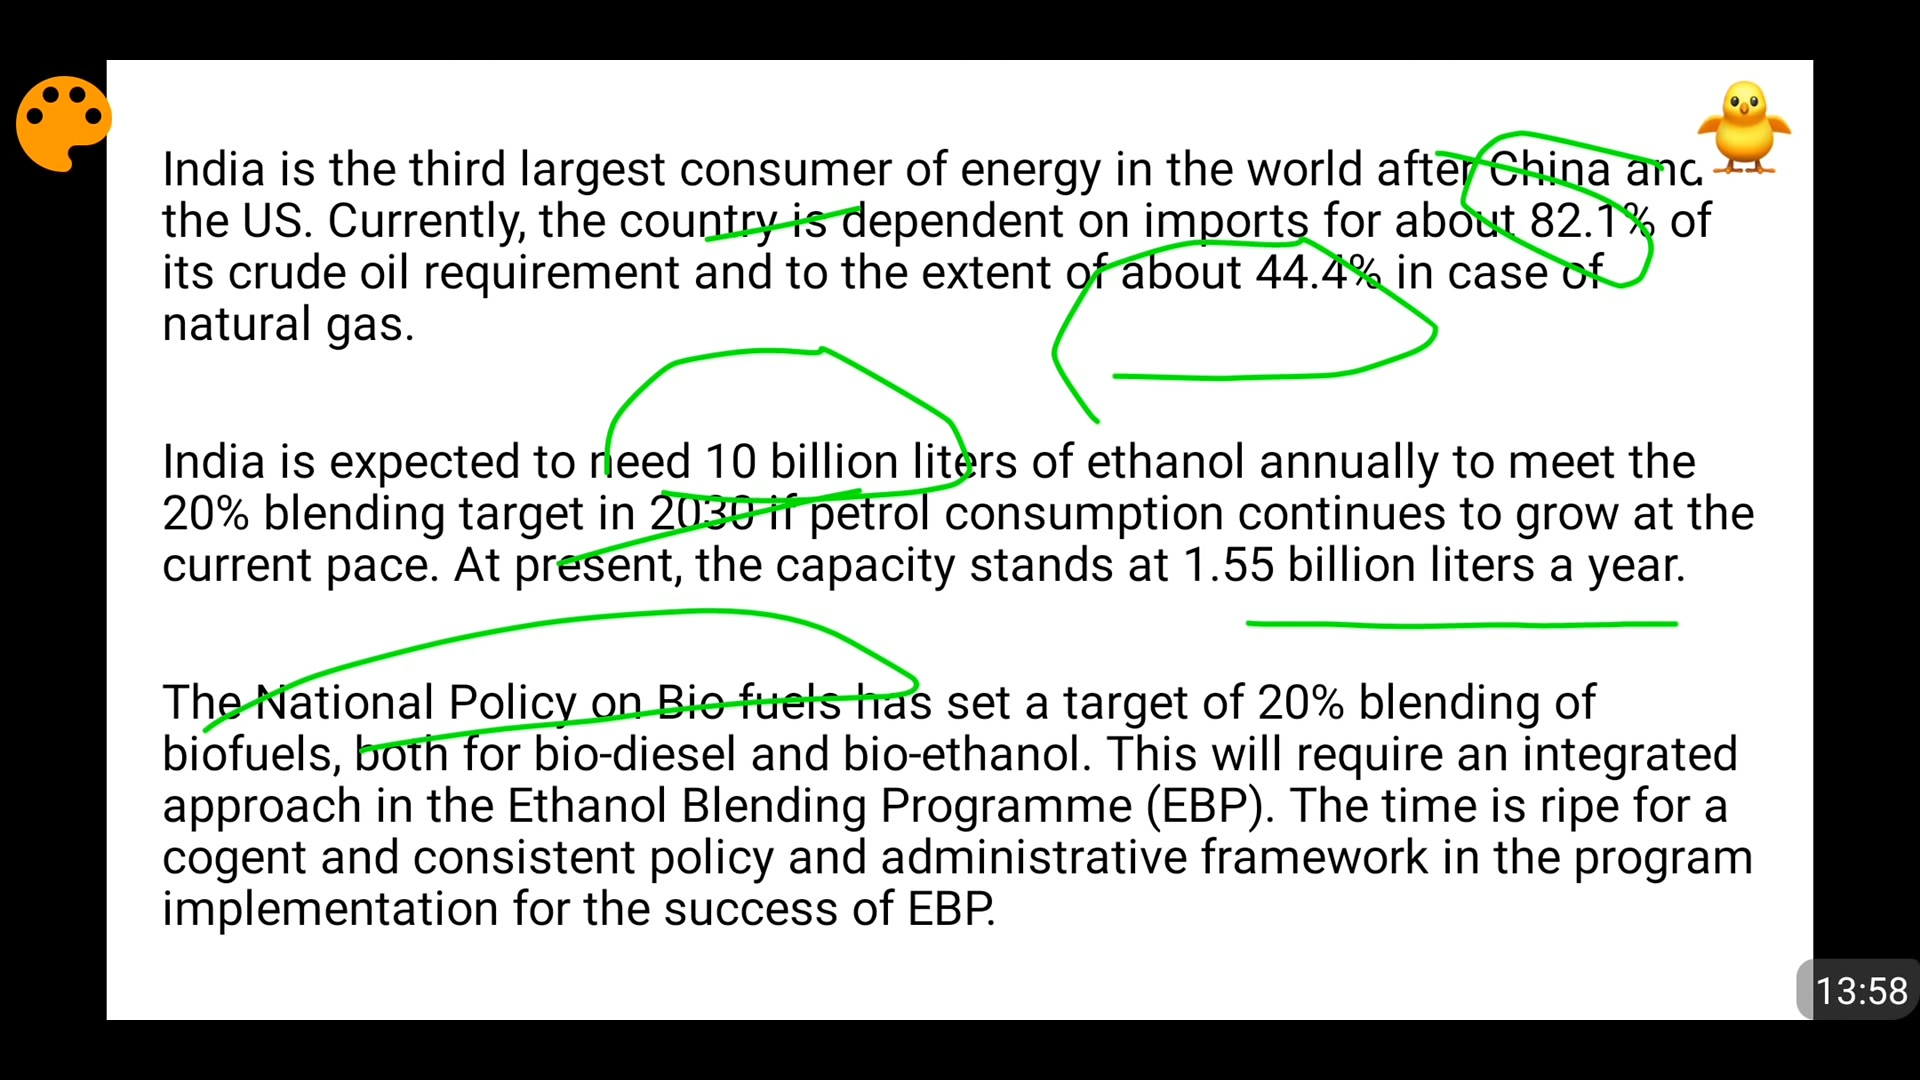 India is the third largest consumer of energy in the world after China and
the US. Currently, the country is dependent on imports for about 82.1% of
its crude oil requirement and to the extent of about 44.4% in case of
natural gas.
India is expected to need 10 billion liters of ethanol annually to meet the
20% blending target in 2030 if petrol consumption continues to grow at the
current pace. At present, the capacity stands at 1.55 billion liters a year.
The National Policy on Bio fuels has set a target of 20% blending of
biofuels, both for bio-diesel and bio-ethanol. This will require an integrated
approach in the Ethanol Blending Programme (EBP). The time is ripe for a
cogent and consistent policy and administrative framework in the program
implementation for the success of EBP.
13:58